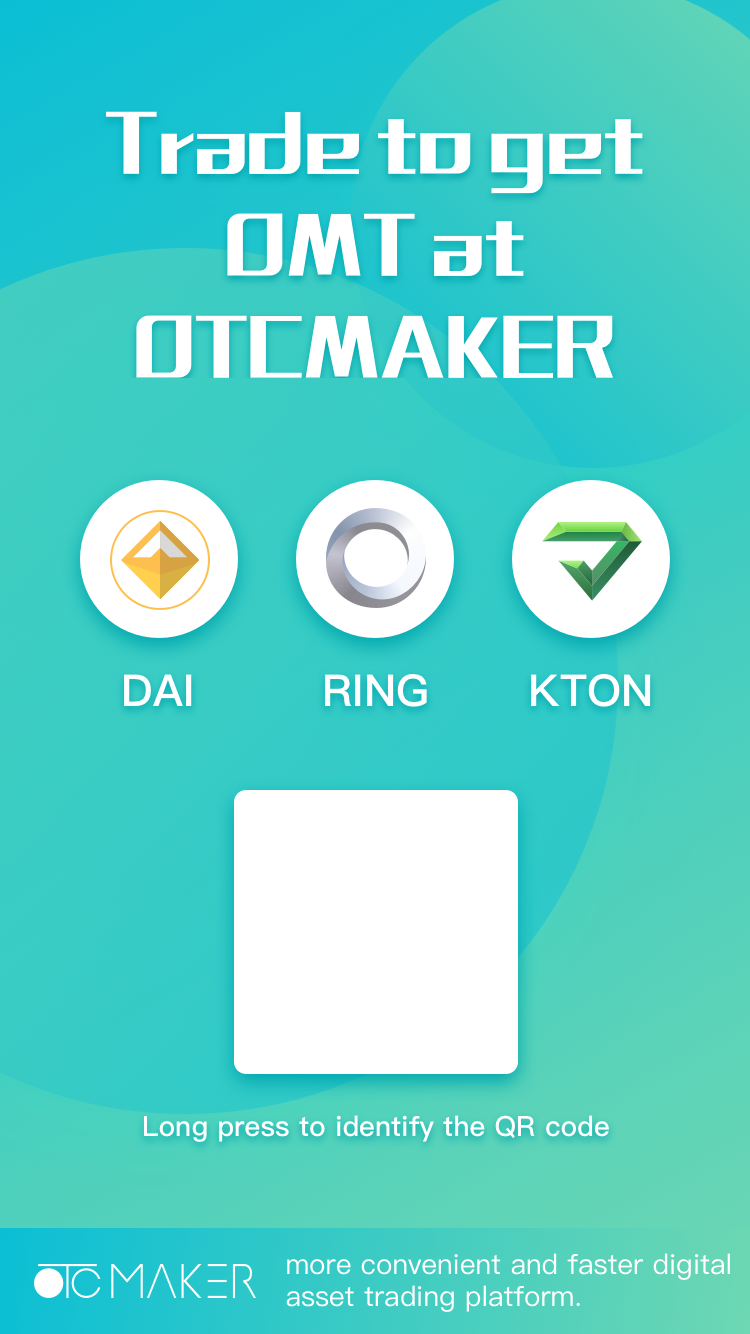 Trade to get
OMT at
OTCMAKER
DAI RING KTON
Long press to identify the QR code
OTCMAKER
more convenient and faster digital
asset trading platform.